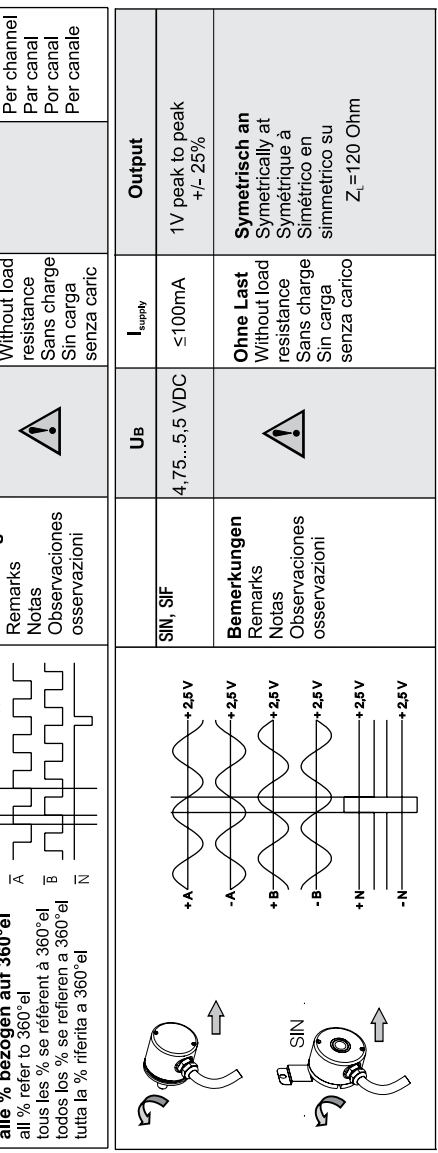 alle % bezogen auf 360°el
all % refer to 360°el
tous les % se réfèrent à 360°el
todos los % se refieren a 360°el
tutta la % riferita a 360°el
A
B
N
Remarks
Notas
Observaciones
osservazioni
Without load
resistance
Sans charge
Sin carga
senza caric
Per channel
Par canal
Por canal
Per canale
SIN
+ A
+ 2,5 V
- A
+ 2,5 V
+ B
+ 2,5 V
- B
+ 2,5 V
+ N
+ 2,5 V
- N
+ 2,5 V
UB
Isupply
Output
SIN, SIF
4,75...5,5 VDC
≤100mA
1V peak to peak
+/- 25%
Bemerkungen
Remarks
Notas
Observaciones
osservazioni
Ohne Last
Without load
resistance
Sans charge
Sin carga
senza carico
Symetrisch an
Symetrically at
Symétrique à
Simétrico en
simmetrico su
ZL=120 Ohm